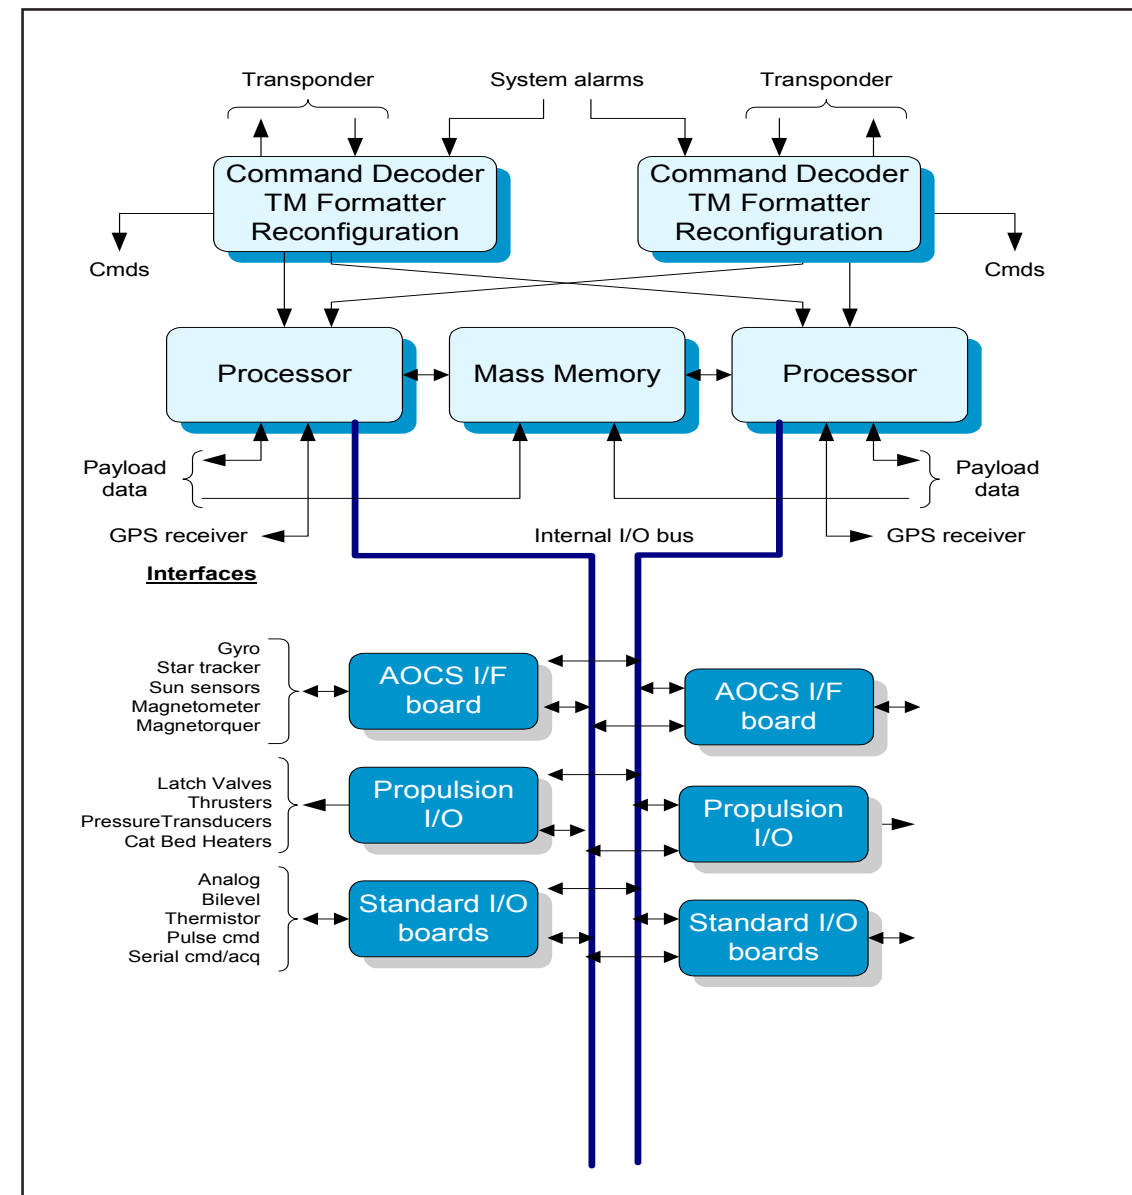 Transponder
System alarms
Transponder
Command Decoder
TM Formatter
Reconfiguration
Command Decoder
TM Formatter
Reconfiguration
Cmds
Cmds
Processor
Mass Memory
Processor
Payload
data
Payload
data
GPS receiver
Internal I/O bus
GPS receiver
Interfaces
Gyro
Star tracker
Sun sensors
Magnetometer
Magnetorquer
AOCS I/F
board
AOCS I/F
board
Latch Valves
Thrusters
PressureTransducers
Cat Bed Heaters
Propulsion
I/O
Propulsion
I/O
Analog
Bilevel
Thermistor
Pulse cmd
Serial cmd/acq
Standard I/O
boards
Standard I/O
boards